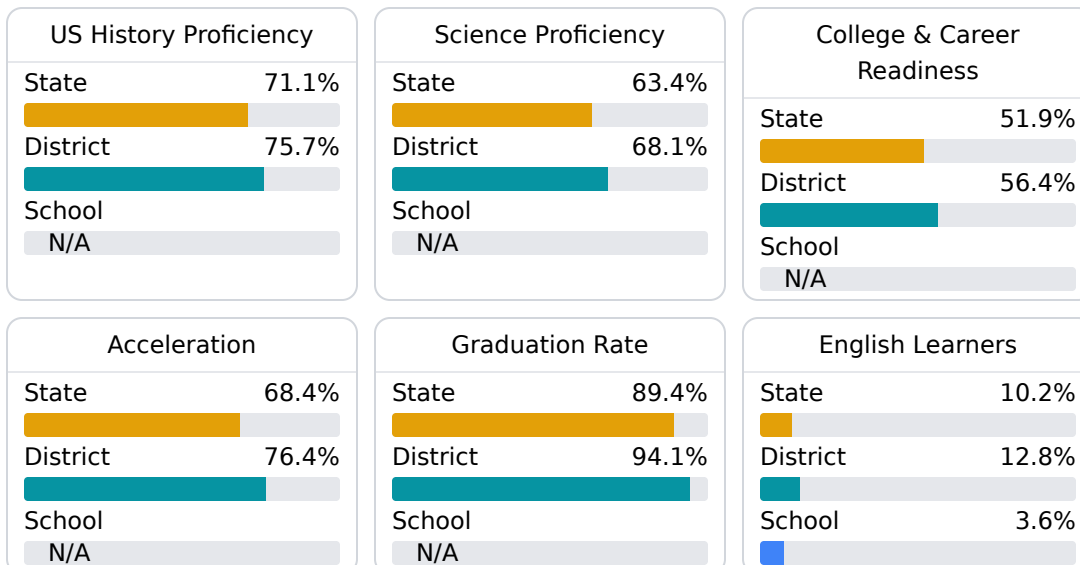 US History Proficiency
State 71.1%
District 75.7%
School
N/A
Science Proficiency
State 63.4%
District 68.1%
School
N/A
College & Career
Readiness
State 51.9%
District 56.4%
School
N/A
Acceleration
State 68.4%
District 76.4%
School
N/A
Graduation Rate
State 89.4%
District 94.1%
School
N/A
English Learners
State 10.2%
District 12.8%
School 3.6%